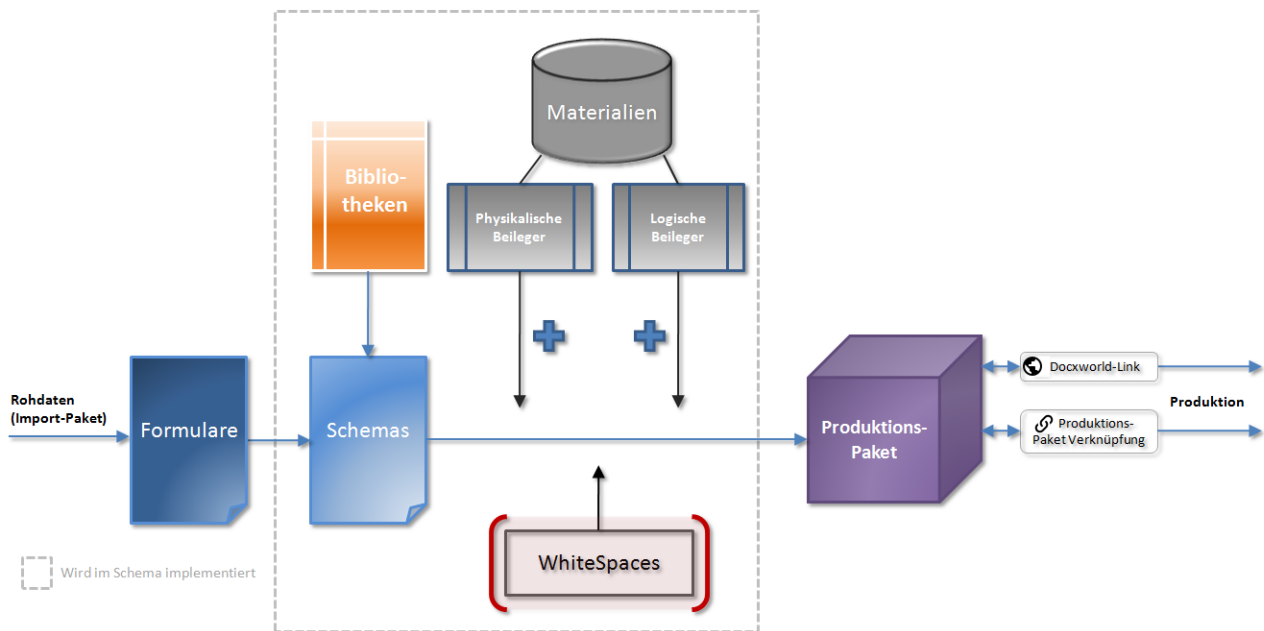 Materialien
Biblio-
theken
Physikalische
Beileger
Logische
Beileger
Rohdaten
(Import-Paket)
Formulare
Schemas
Produktions-
Paket
Docxworld-Link
Produktion
Produktions-
Paket Verknüpfung
WhiteSpaces
Wird im Schema implementiert